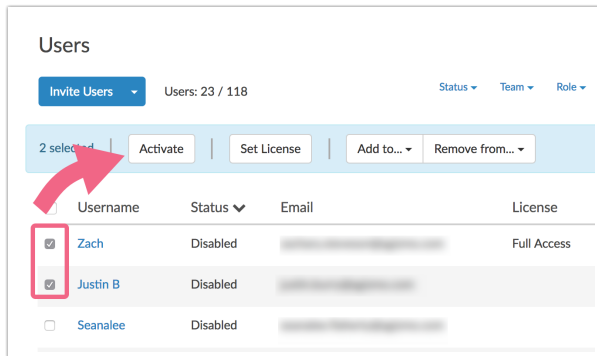 Users
Invite Users Users: 23 / 118 Status Team Role
2 selected Activate Set License Add to... Remove from...
Username Status Email License
Zach Disabled Full Access
Justin B Disabled
Seanalee Disabled